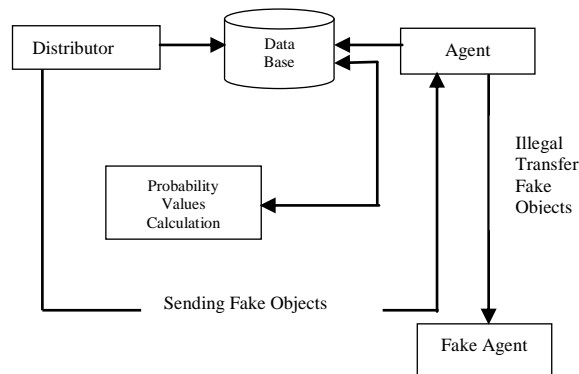 Distributor
Data
Base
Agent
Illegal
Transfer
Fake
Objects
Probability
Values
Calculation
Sending Fake Objects
Fake Agent